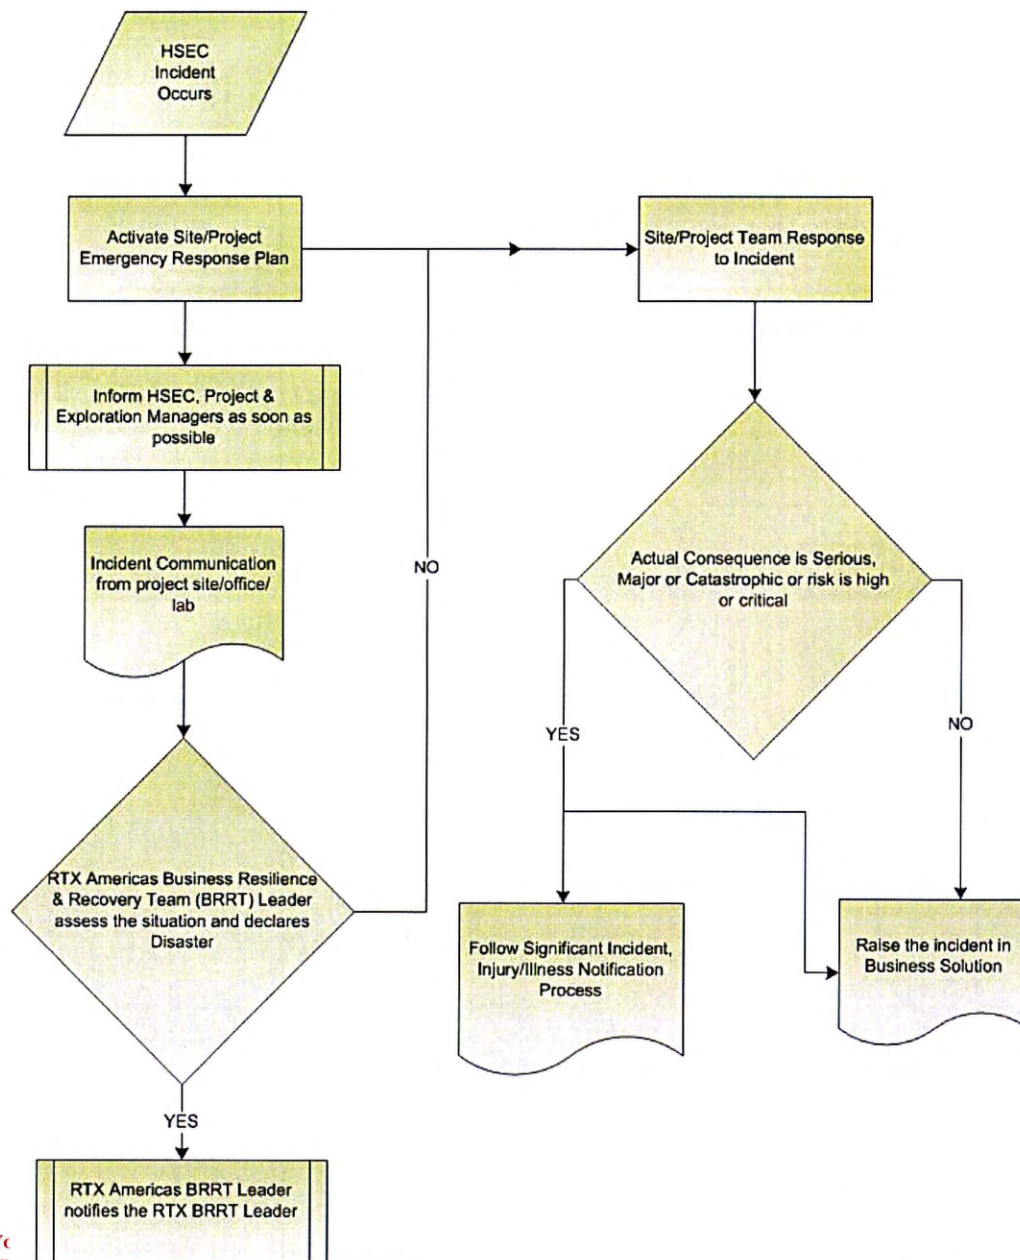 HSEC
Incident
Occurs
Activate Site/Project
Emergency Response Plan
Site/Project Team Response
to Incident
Inform HSEC, Project &
Exploration Managers as soon as
possible
Incident Communication
from project site/office/
lab
NO
Actual Consequence is Serious,
Major or Catastrophic or risk is high
or critical
YES
NO
RTX Americas Business Resilience
& Recovery Team (BRRT) Leader
assess the situation and declares
Disaster
Follow Significant Incident,
Injury/Illness Notification
Process
Raise the incident in
Business Solution
YES
RTX Americas BRRT Leader
notifies the RTX BRRT Leader